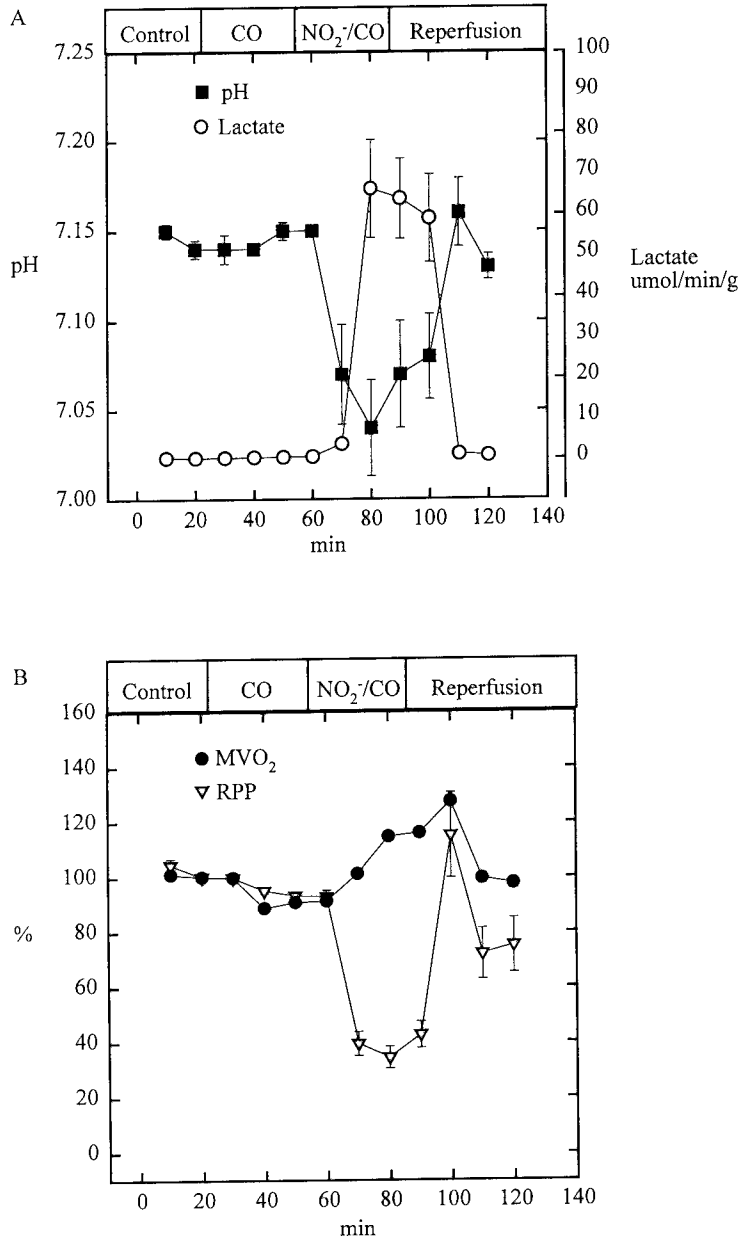 A
Control CO NO₂⁻/CO Reperfusion
7.25
7.20
7.15
7.10
7.05
7.00
pH
pH
Lactate
100
90
80
70
60
50
40
30
20
10
0
Lactate
umol/min/g
0 20 40 60 80 100 120 140
min
B
Control CO NO₂⁻/CO Reperfusion
160
140
120
100
80
60
40
20
0
%
MVO₂
RPP
0 20 40 60 80 100 120 140
min